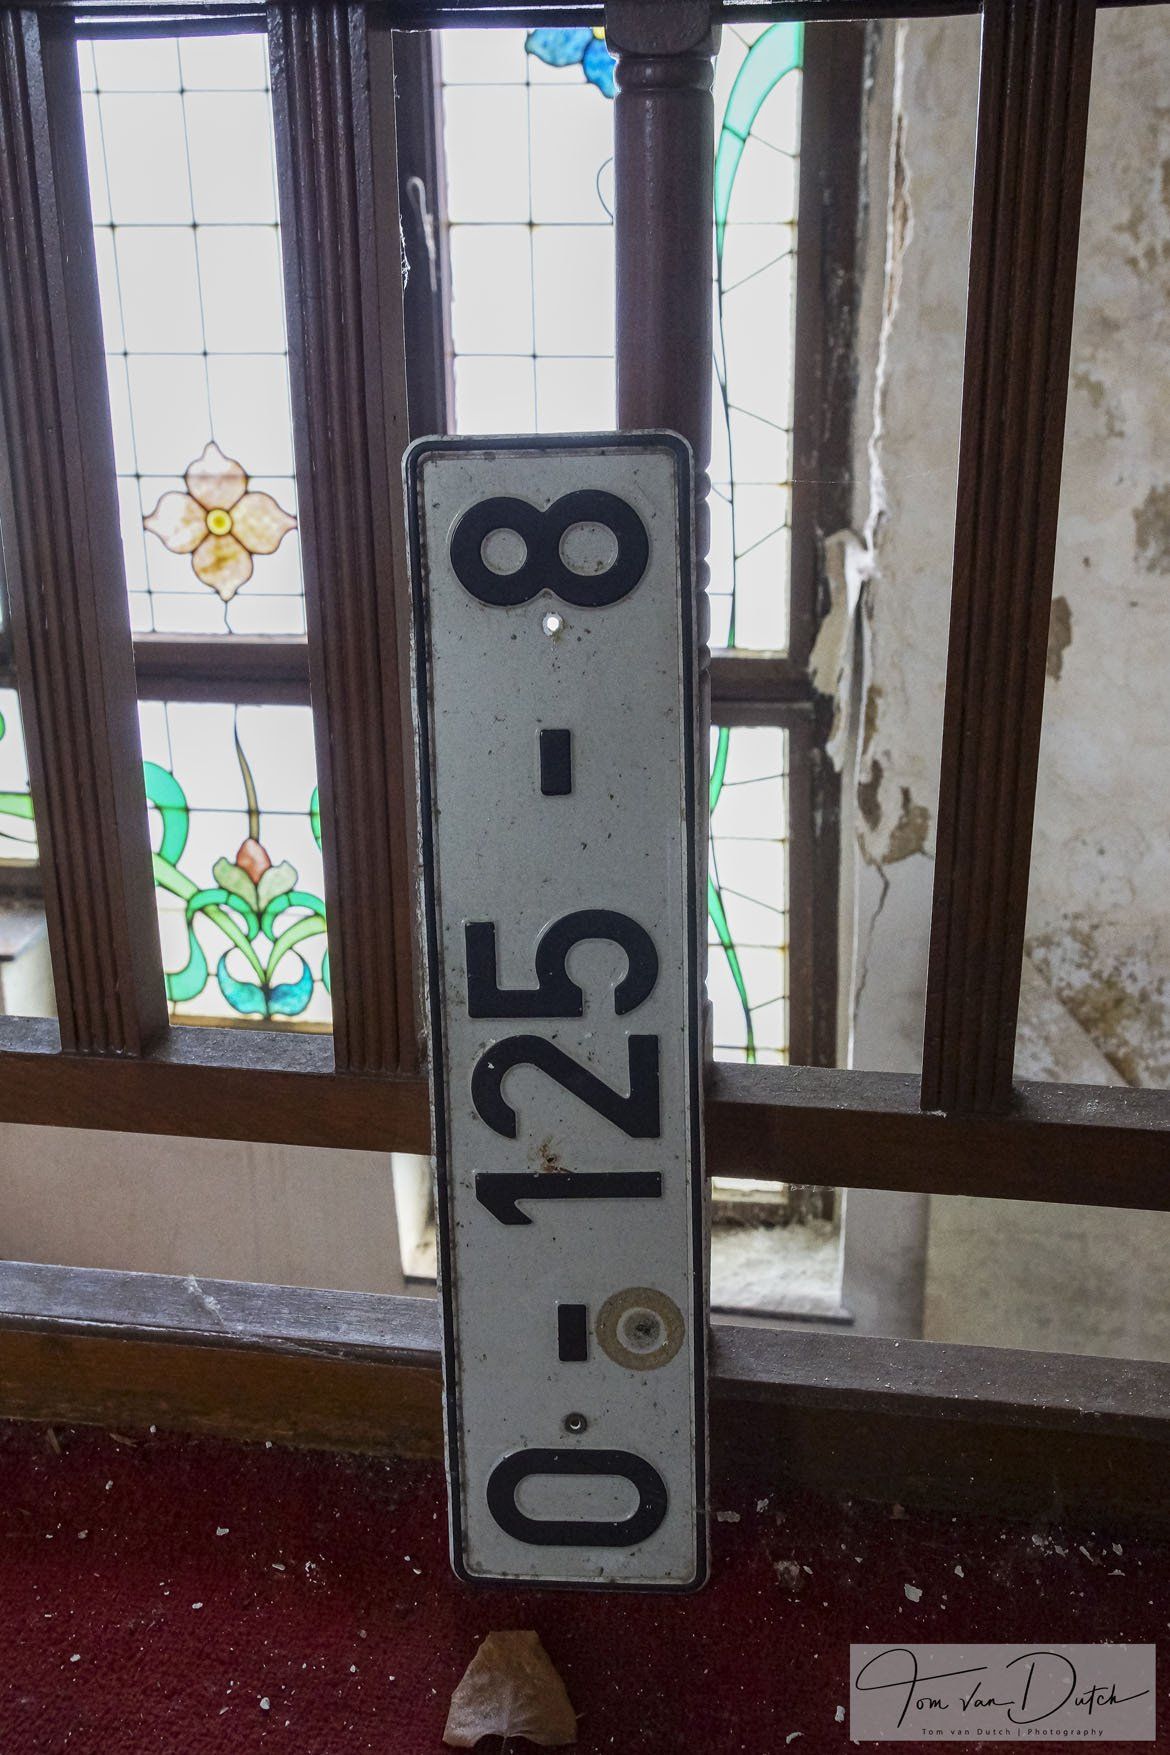 0-125-8
Tom van Dutch
Tom van Dutch | Photography